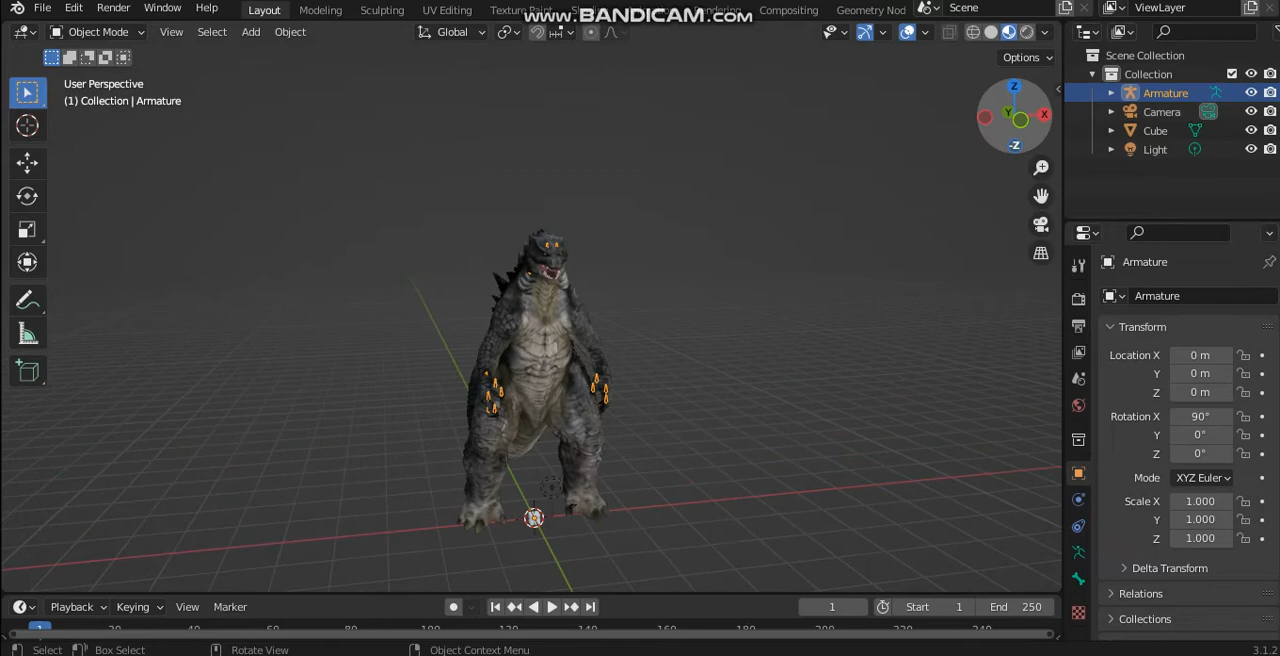 File Edit Render Window Help Layout Modeling Sculpting UV Editing Texture Paint Compositing Geometry Nod Scene ViewLayer
www.BANDICAM.com
Object Mode View Select Add Object Global
Options
User Perspective
(1) Collection | Armature
X
Y
Z
-Z
Scene Collection
Collection
Armature
Camera
Cube
Light
Armature
Armature
Transform
Location X 0 m
Y 0 m
Z 0 m
Rotation X 90°
Y 0°
Z 0°
Mode XYZ Euler
Scale X 1.000
Y 1.000
Z 1.000
Delta Transform
Relations
Collections
Playback Keying View Marker 1 Start 1 End 250
1
Select Box Select Rotate View Object Context Menu 3.1.2